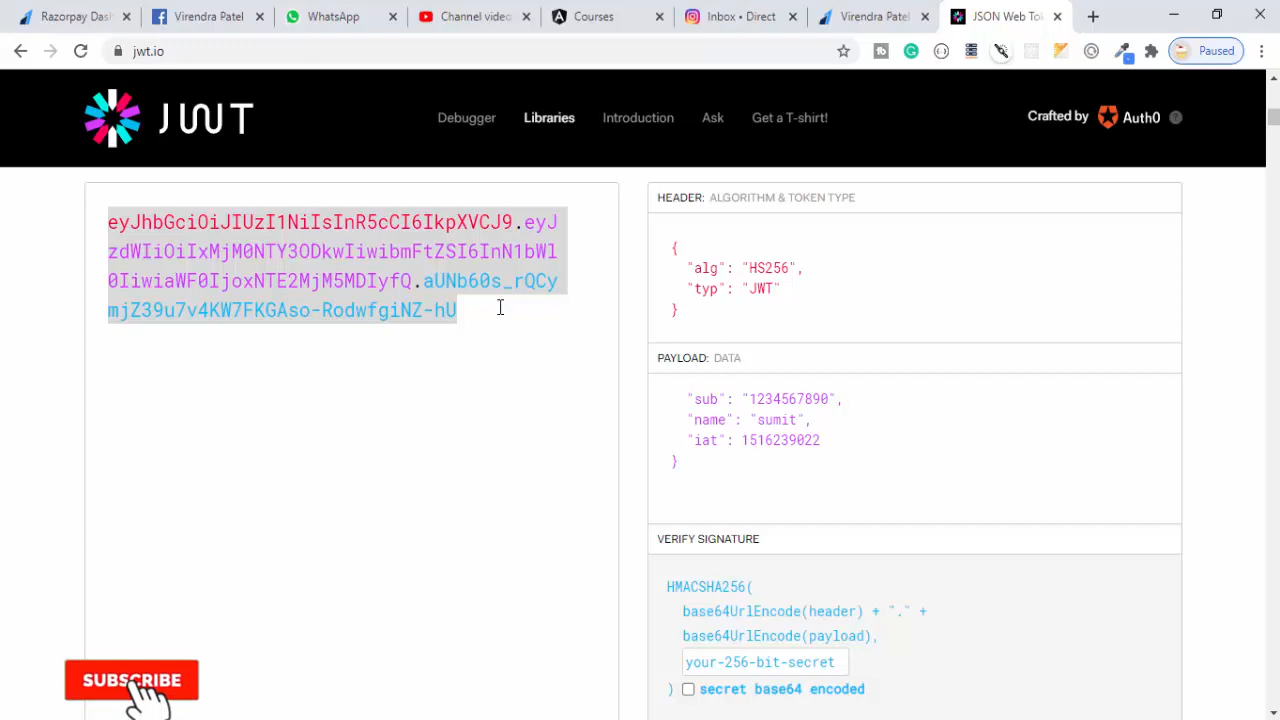 Razorpay Da
Virendra Patel
WhatsApp
Channel video
Courses
Inbox • Direct
Virendra Patel
JSON Web To
jwt.io
Paused
JWT
Debugger
Libraries
Introduction
Ask
Get a T-shirt!
Crafted by Auth0
eyJhbGciOiJIUzI1NiIsInR5cCI6IkpXVCJ9.eyJ
zdWIiOiIxMjM0NTY3ODkwIiwibmFtZSI6InN1bWl
0IiwiaWF0IjoxNTE2MjM5MDIyfQ.aUNb60s_rQCy
mjZ39u7v4KW7FKGAso-RodwfgiNZ-hU
HEADER: ALGORITHM & TOKEN TYPE
{
"alg": "HS256",
"typ": "JWT"
}
PAYLOAD: DATA
"sub": "1234567890",
"name": "sumit",
"iat": 1516239022
}
VERIFY SIGNATURE
HMACSHA256(
base64UrlEncode(header) + "." +
base64UrlEncode(payload),
your-256-bit-secret
) secret base64 encoded
SUBSCRIBE